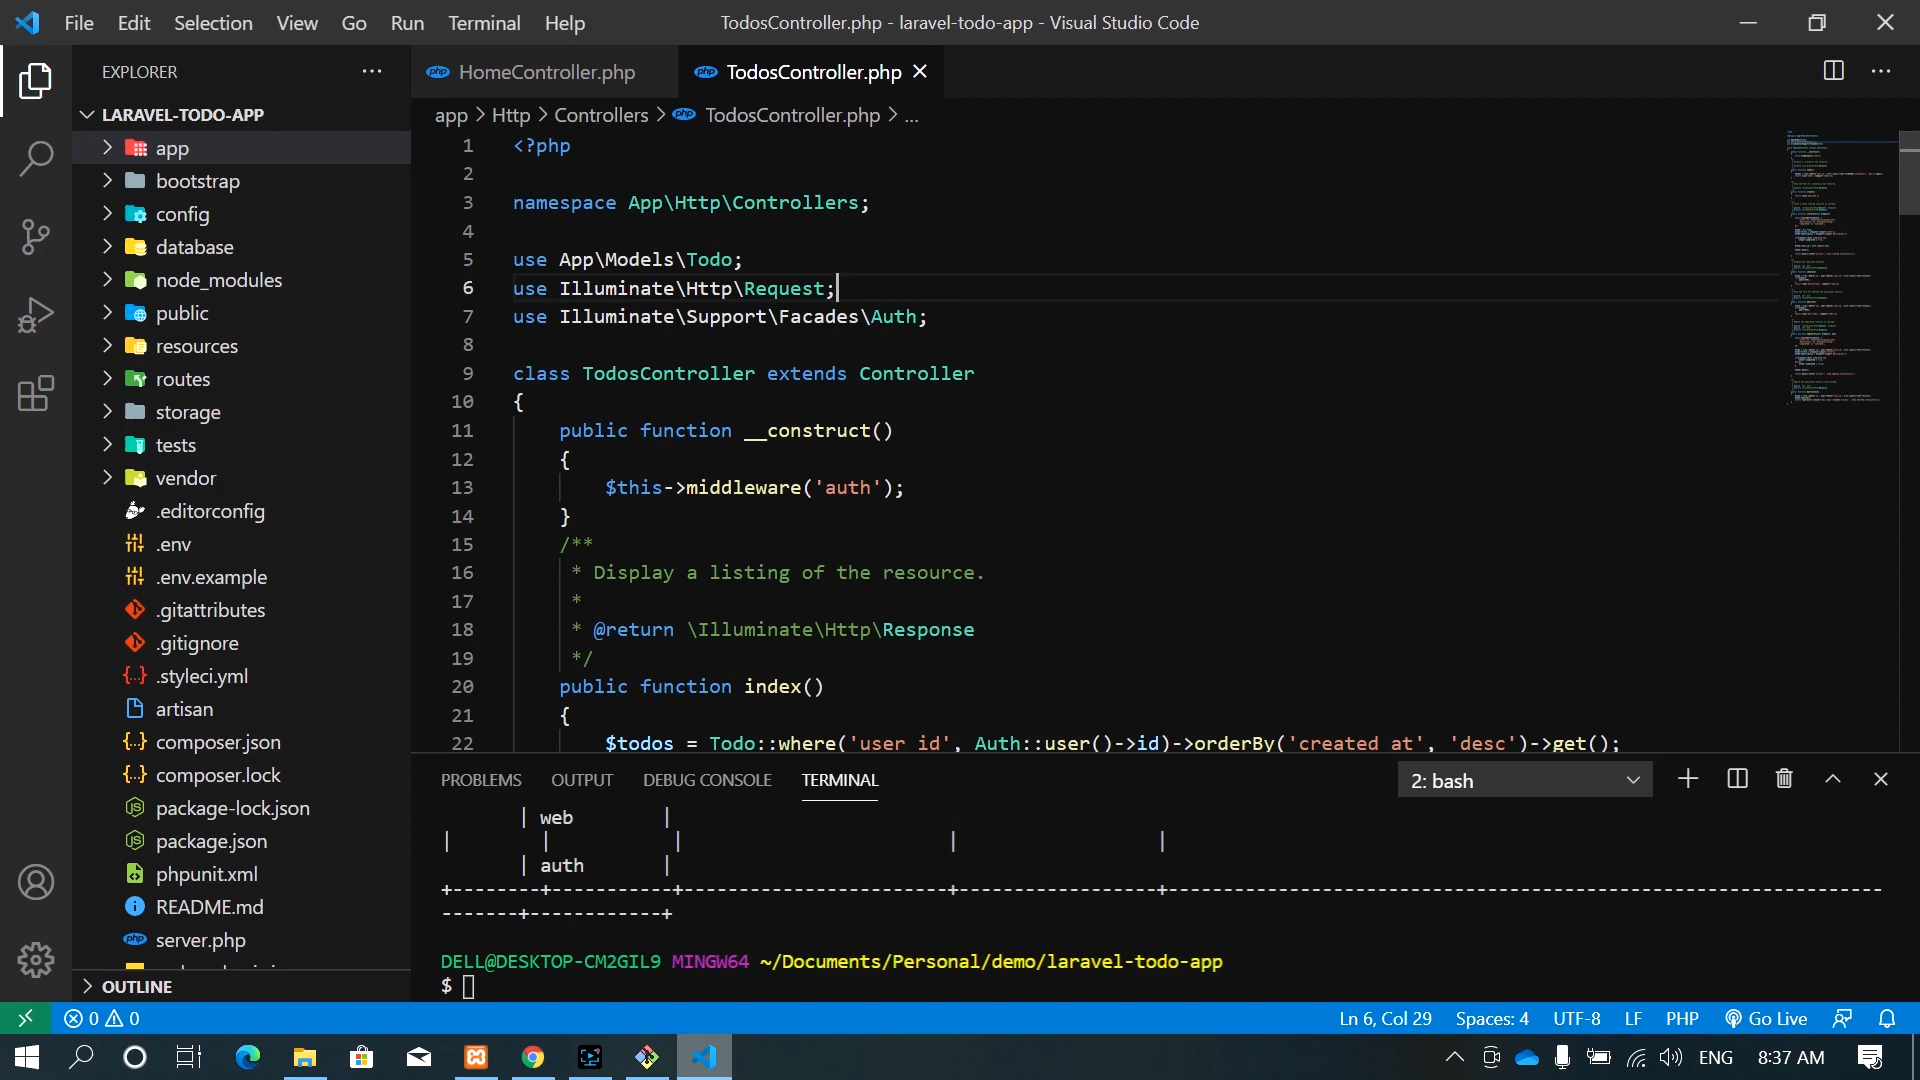 File Edit Selection View Go Run Terminal Help
TodosController.php - laravel-todo-app - Visual Studio Code
EXPLORER
LARAVEL-TODO-APP
app
bootstrap
config
database
node_modules
public
resources
routes
storage
tests
vendor
.editorconfig
.env
.env.example
.gitattributes
.gitignore
.styleci.yml
artisan
composer.json
composer.lock
package-lock.json
package.json
phpunit.xml
README.md
server.php
OUTLINE
HomeController.php
TodosController.php
app > Http > Controllers > TodosController.php > ...
1 <?php
2
3 namespace App\Http\Controllers;
4
5 use App\Models\Todo;
6 use Illuminate\Http\Request;
7 use Illuminate\Support\Facades\Auth;
8
9 class TodosController extends Controller
10 {
11 public function __construct()
12 {
13 $this->middleware('auth');
14 }
15 /**
16 * Display a listing of the resource.
17 *
18 * @return \Illuminate\Http\Response
19 */
20 public function index()
21 {
22 $todos = Todo::where('user_id', Auth::user()->id)->orderBy('created_at', 'desc')->get();
PROBLEMS OUTPUT DEBUG CONSOLE TERMINAL
2: bash
| web |
| | | | |
| auth |
+--------+-----------+------------------------+------------------+--------------------------------------------------------------
-------+------------+
DELL@DESKTOP-CM2GIL9 MINGW64 ~/Documents/Personal/demo/laravel-todo-app
$
0 0
Ln 6, Col 29 Spaces: 4 UTF-8 LF PHP Go Live
ENG 8:37 AM